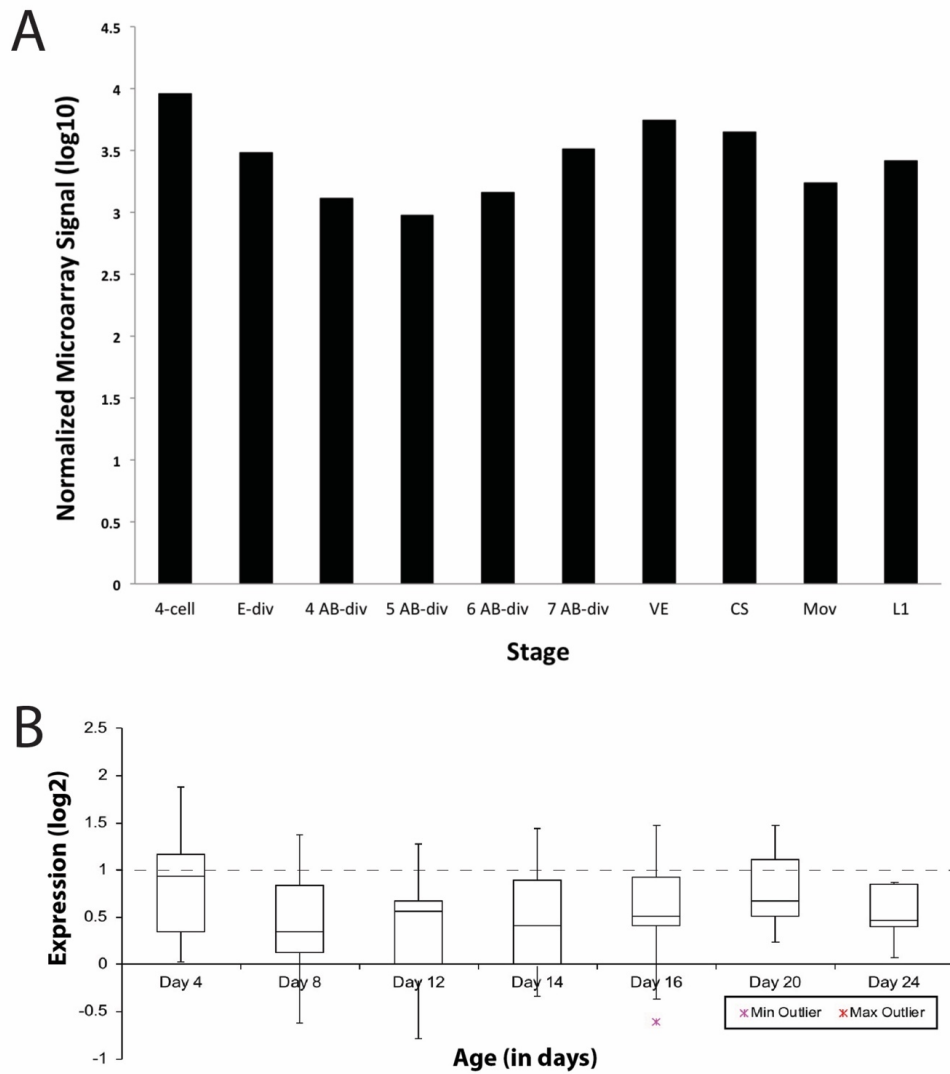 A
Normalized Microarray Signal (log10)
4.5
4
3.5
3
2.5
2
1.5
1
0.5
0
4-cell E-div 4 AB-div 5 AB-div 6 AB-div 7 AB-div VE CS Mov L1
Stage
B
Expression (log2)
2.5
2
1.5
1
0.5
0
-0.5
-1
Day 4 Day 8 Day 12 Day 14 Day 16 Day 20 Day 24
Min Outlier Max Outlier
Age (in days)